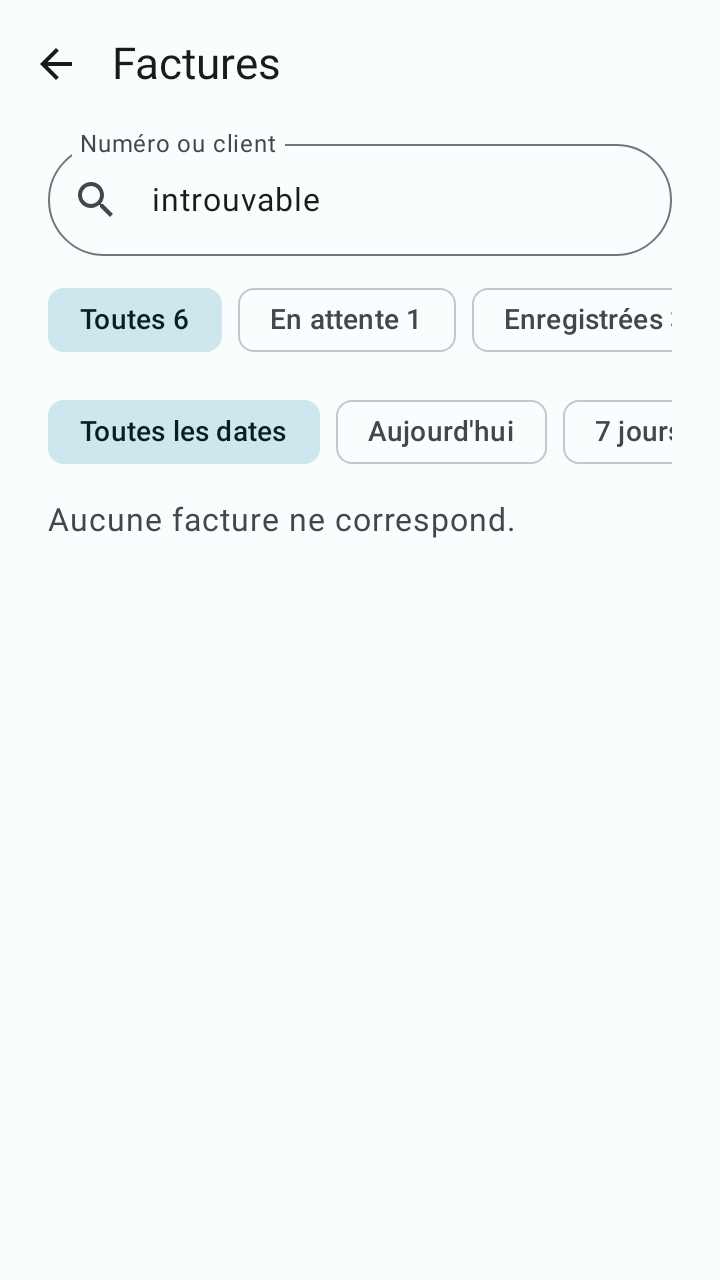 Factures
Numéro ou client
introuvable
Toutes 6
En attente 1
Enregistrées
Toutes les dates
Aujourd'hui
7 jours
Aucune facture ne correspond.